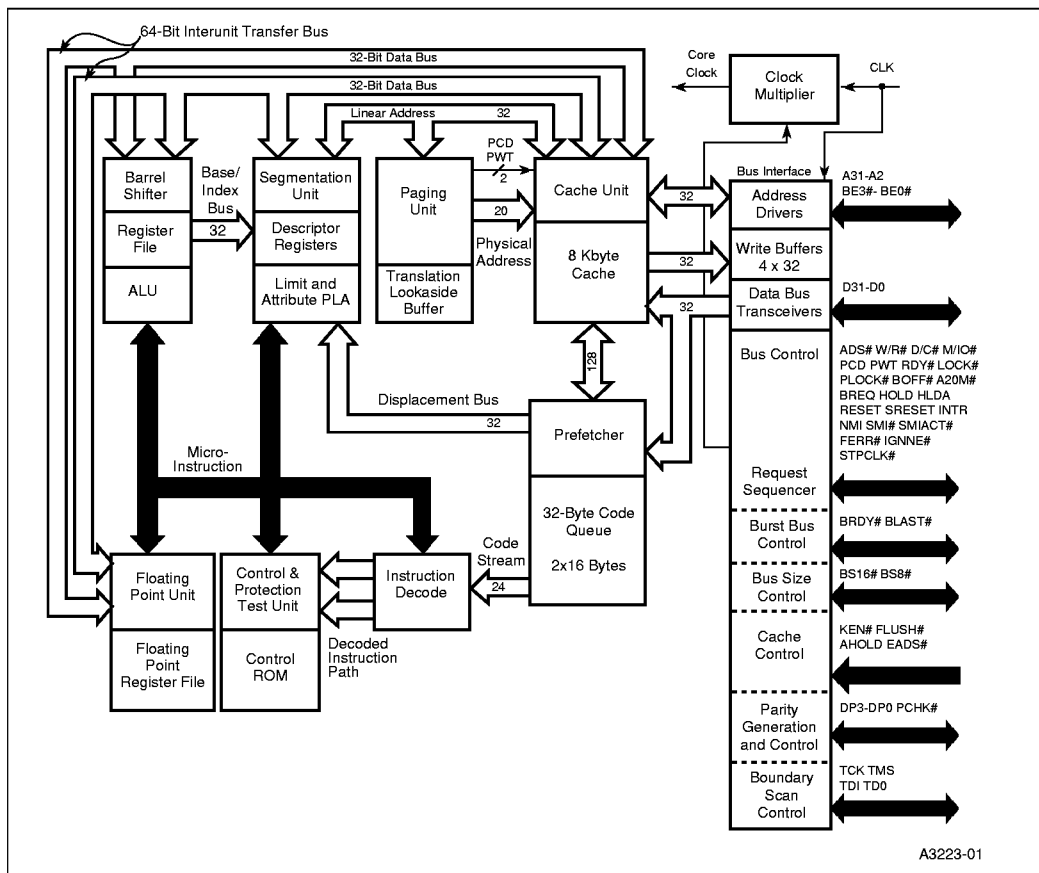 64-Bit Interunit Transfer Bus
32-Bit Data Bus
32-Bit Data Bus
Linear Address
32
Core
Clock
Clock
Multiplier
CLK
PCD
PWT
2
Barrel
Shifter
Register
File
ALU
Base/
Index
Bus
32
Segmentation
Unit
Descriptor
Registers
Limit and
Attribute PLA
Paging
Unit
Translation
Lookaside
Buffer
20
Physical
Address
Cache Unit
8 Kbyte
Cache
32
32
32
128
Bus Interface
Address
Drivers
Write Buffers
4 x 32
Data Bus
Transceivers
Bus Control
Request
Sequencer
Burst Bus
Control
Bus Size
Control
Cache
Control
Parity
Generation
and Control
Boundary
Scan
Control
A31-A2
BE3#- BE0#
D31-D0
ADS# W/R# D/C# M/IO#
PCD PWT RDY# LOCK#
PLOCK# BOFF# A20M#
BREQ HOLD HLDA
RESET SRESET INTR
NMI SMI# SMIACT#
FERR# IGNNE#
STPCLK#
BRDY# BLAST#
BS16# BS8#
KEN# FLUSH#
AHOLD EADS#
DP3-DP0 PCHK#
TCK TMS
TDI TD0
Displacement Bus
32
Prefetcher
32-Byte Code
Queue
2x16 Bytes
Micro-
Instruction
Code
Stream
24
Floating
Point Unit
Floating
Point
Register File
Control &
Protection
Test Unit
Control
ROM
Instruction
Decode
Decoded
Instruction
Path
A3223-01